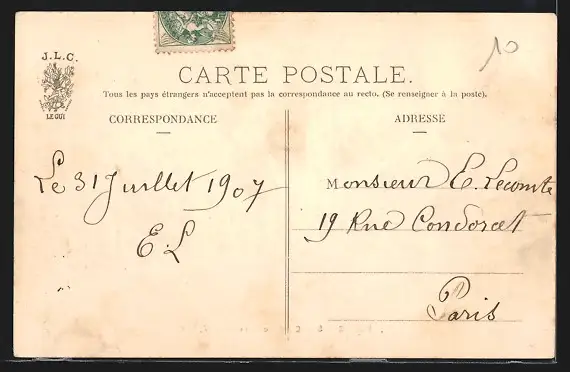 10
J.L.C.
LE GUI
CARTE POSTALE.
Tous les pays étrangers n'acceptent pas la correspondance au recto. (Se renseigner à la poste).
CORRESPONDANCE
Le 31 Juillet 1907
E. L
ADRESSE
Monsieur E. Lecomte
19 Rue Condorcet
Paris